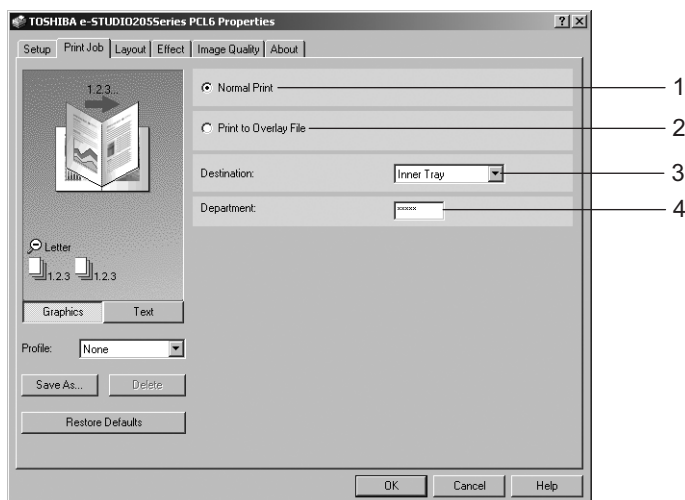 TOSHIBA e-STUDIO205Series PCL6 Properties
Setup Print Job Layout Effect Image Quality About
1.2.3...
Normal Print
1
Print to Overlay File
2
Destination: Inner Tray
3
Department: xxxxx
4
Letter
1.2.3 1.2.3
Graphics Text
Profile: None
Save As... Delete
Restore Defaults
OK Cancel Help